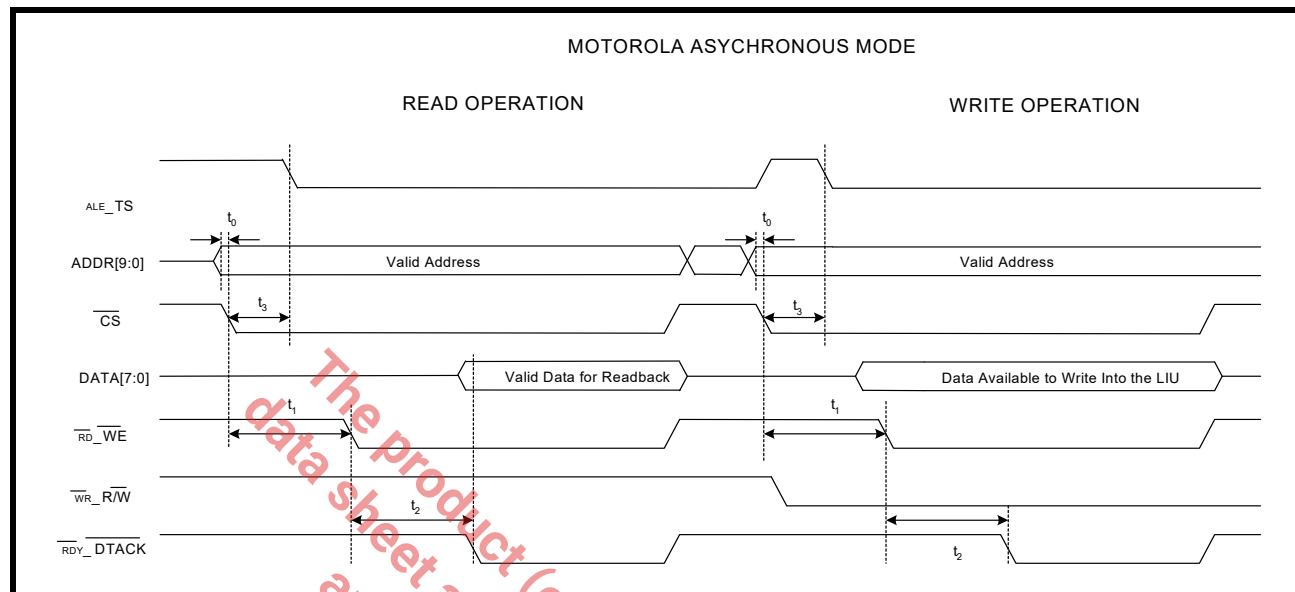 MOTOROLA ASYCHRONOUS MODE
READ OPERATION
WRITE OPERATION
ALE_TS
t0
t0
ADDR[9:0]
Valid Address
Valid Address
CS
t3
t3
DATA[7:0]
Valid Data for Readback
Data Available to Write Into the LIU
t1
t1
RD_WE
WR_R/W
t2
RDY_DTACK
t2
The product (
data sheet